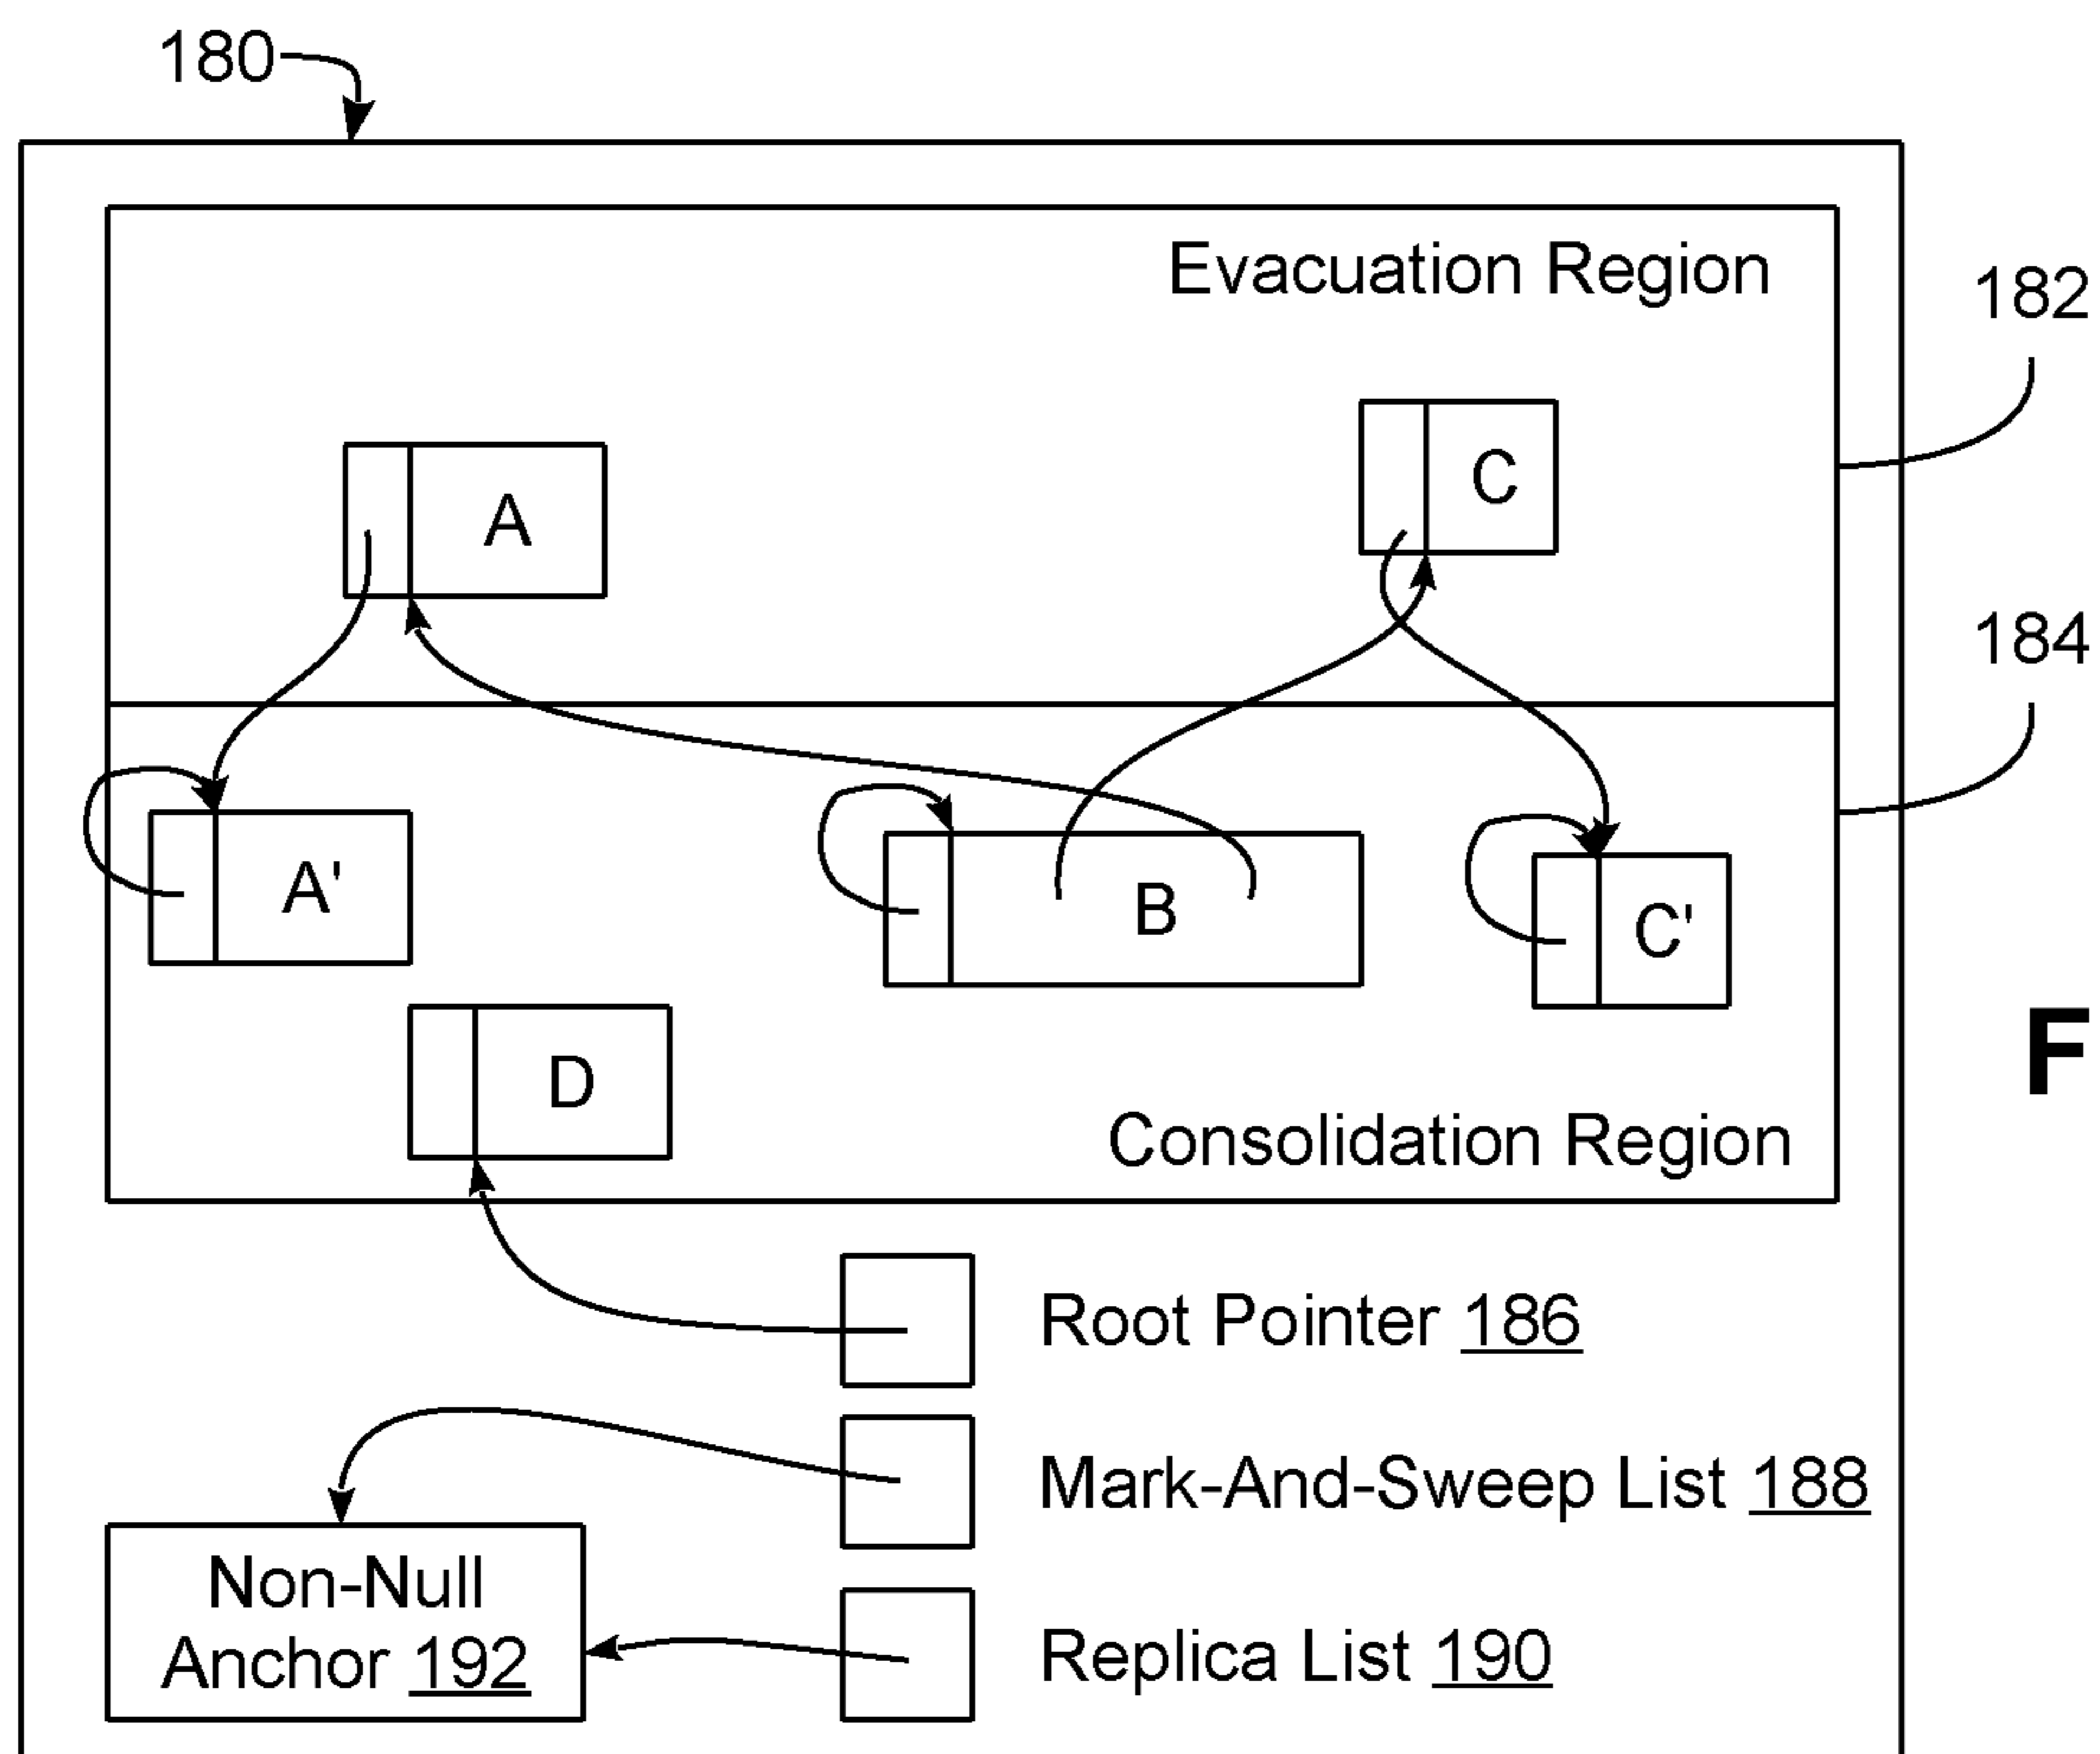 180
Evacuation Region
182
C
A
184
A'
B
C'
F
D
Consolidation Region
Root Pointer 186
Mark-And-Sweep List 188
Non-Null
Anchor 192
Replica List 190